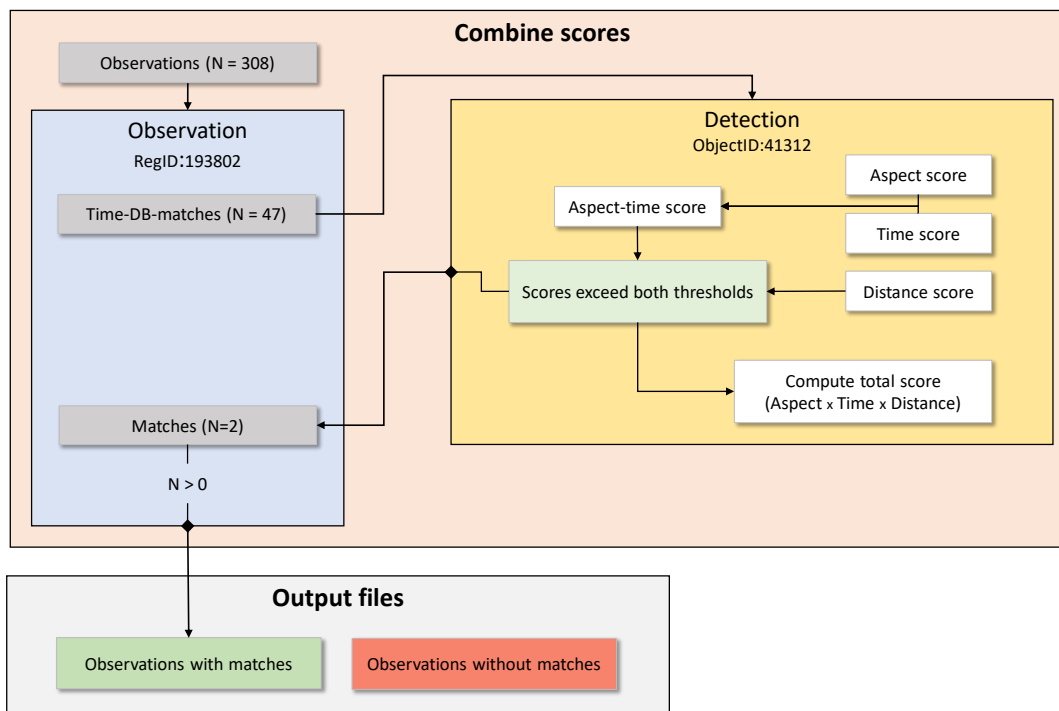 Combine scores
Observations (N = 308)
Observation
RegID:193802
Time-DB-matches (N = 47)
Matches (N=2)
N > 0
Detection
ObjectID:41312
Aspect score
Aspect-time score
Time score
Scores exceed both thresholds
Distance score
Compute total score
(Aspect x Time x Distance)
Output files
Observations with matches
Observations without matches